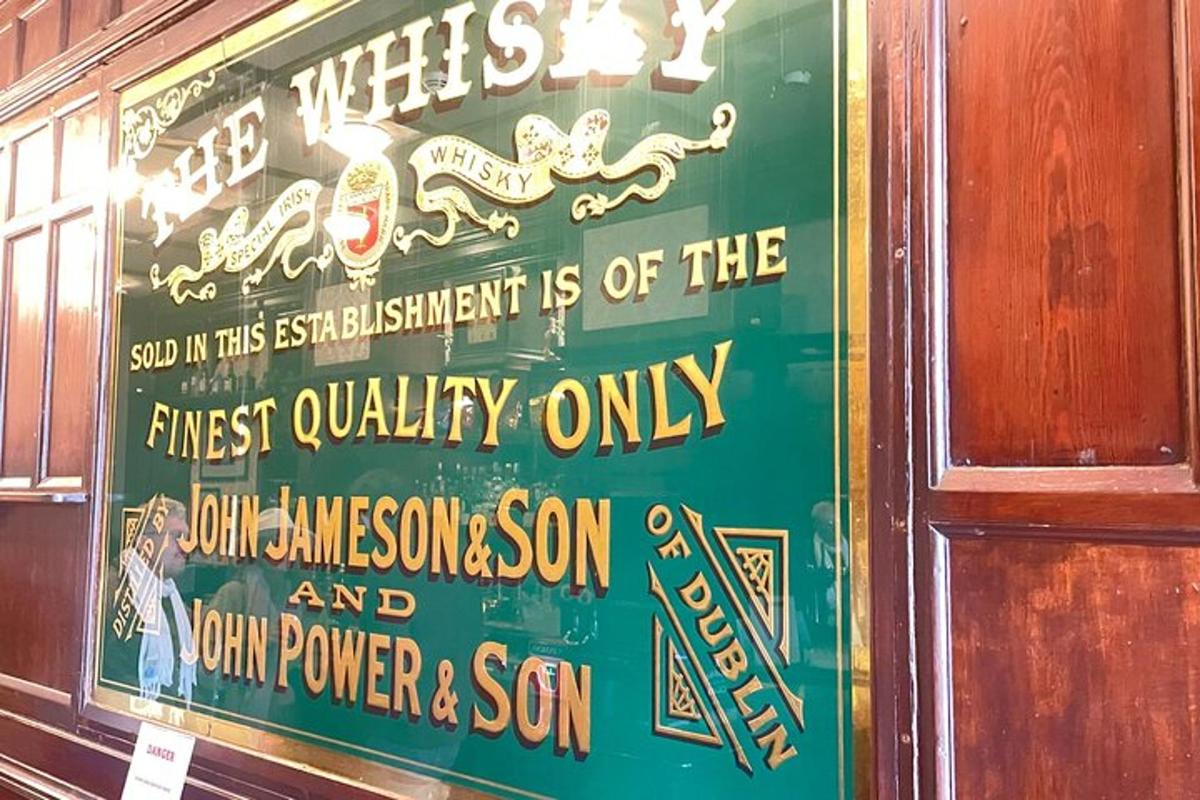 THE WHISKY
SPECIAL IRISH
WHISKY
SOLD IN THIS ESTABLISHMENT IS OF THE
FINEST QUALITY ONLY
DISTILLED BY
JOHN JAMESON & SON
AND
JOHN POWER & SON
OF DUBLIN
DANGER